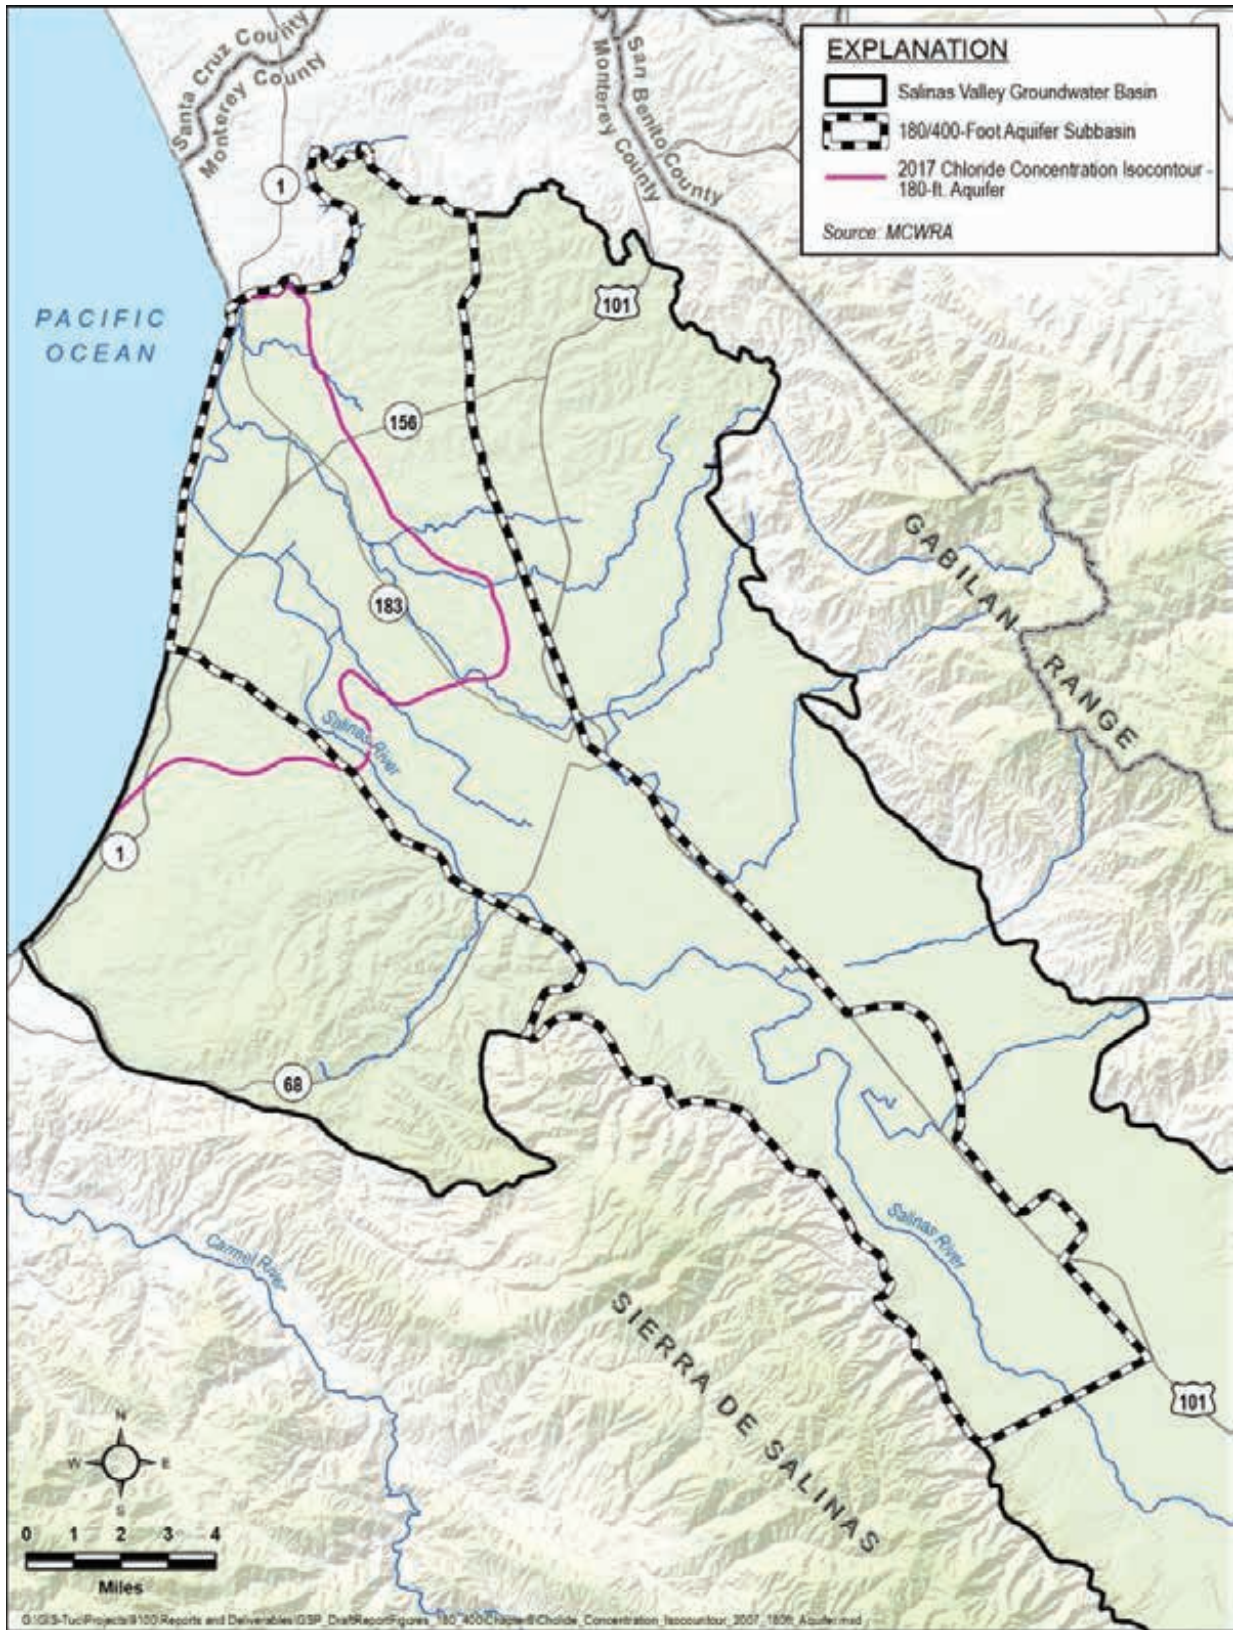 EXPLANATION
Salinas Valley Groundwater Basin
180/400-Foot Aquifer Subbasin
2017 Chloride Concentration Isocontour -
180-ft. Aquifer
Source: MCWRA
Santa Cruz County
Monterey County
San Benito County
Monterey County
1
101
PACIFIC
OCEAN
156
GABILAN
RANGE
183
Salinas River
1
68
Salinas River
Carmel River
SIERRA DE SALINAS
101
N
W E
S
0 1 2 3 4
Miles